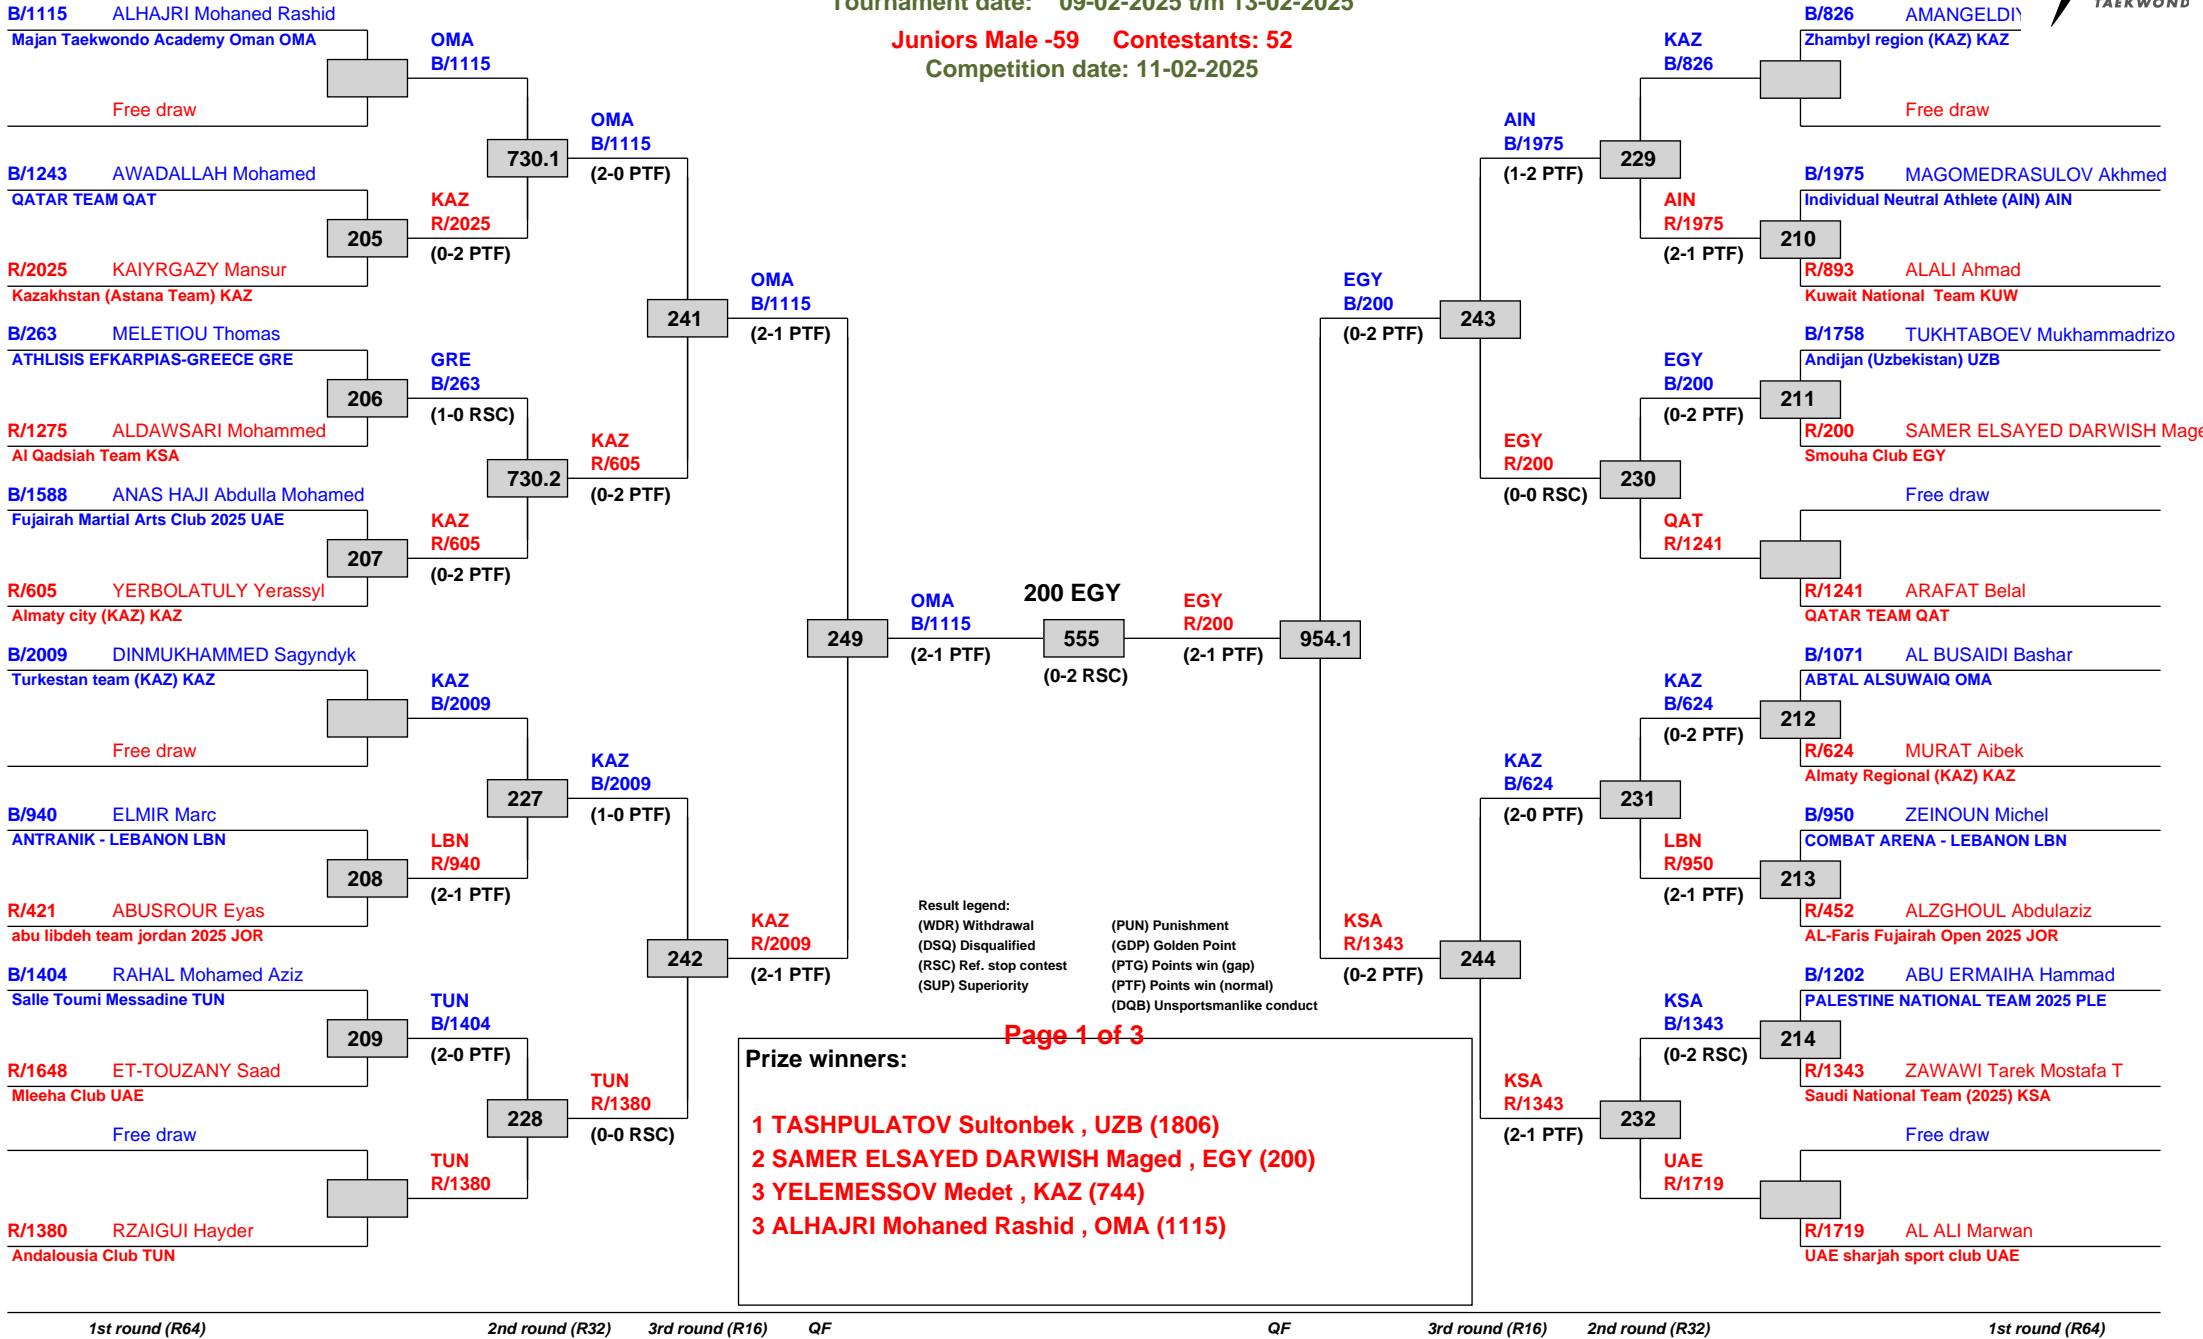 Tournament date: 09-02-2025 t/m 13-02-2025
Juniors Male -59 Contestants: 52
Competition date: 11-02-2025
TAEKWOND
B/1115 ALHAJRI Mohaned Rashid
Majan Taekwondo Academy Oman OMA
Free draw
B/1243 AWADALLAH Mohamed
QATAR TEAM QAT
205
R/2025 KAIYRGAZY Mansur
Kazakhstan (Astana Team) KAZ
B/263 MELETIOU Thomas
ATHLISIS EFKARPIAS-GREECE GRE
206
R/1275 ALDAWSARI Mohammed
Al Qadsiah Team KSA
B/1588 ANAS HAJI Abdulla Mohamed
Fujairah Martial Arts Club 2025 UAE
207
R/605 YERBOLATULY Yerassyl
Almaty city (KAZ) KAZ
B/2009 DINMUKHAMMED Sagyndyk
Turkestan team (KAZ) KAZ
Free draw
B/940 ELMIR Marc
ANTRANIK - LEBANON LBN
208
R/421 ABUSROUR Eyas
abu libdeh team jordan 2025 JOR
B/1404 RAHAL Mohamed Aziz
Salle Toumi Messadine TUN
209
R/1648 ET-TOUZANY Saad
Mleeha Club UAE
Free draw
R/1380 RZAIGUI Hayder
Andalousia Club TUN
OMA
B/1115
730.1
KAZ
R/2025
(0-2 PTF)
GRE
B/263
(1-0 RSC)
730.2
KAZ
R/605
(0-2 PTF)
KAZ
B/2009
227
LBN
R/940
(2-1 PTF)
TUN
B/1404
(2-0 PTF)
228
TUN
R/1380
OMA
B/1115
(2-0 PTF)
241
KAZ
R/605
(0-2 PTF)
KAZ
B/2009
(1-0 PTF)
242
TUN
R/1380
(0-0 RSC)
OMA
B/1115
(2-1 PTF)
249
KAZ
R/2009
(2-1 PTF)
OMA
B/1115
(2-1 PTF)
200 EGY
555
(0-2 RSC)
EGY
R/200
(2-1 PTF)
954.1
EGY
B/200
(0-2 PTF)
243
KSA
R/1343
(0-2 PTF)
244
AIN
B/1975
(1-2 PTF)
229
EGY
R/200
(0-0 RSC)
230
KAZ
B/624
(2-0 PTF)
231
KSA
R/1343
(2-1 PTF)
232
KAZ
B/826
AIN
R/1975
(2-1 PTF)
210
EGY
B/200
(0-2 PTF)
211
QAT
R/1241
KAZ
B/624
(0-2 PTF)
212
LBN
R/950
(2-1 PTF)
213
KSA
B/1343
(0-2 RSC)
214
UAE
R/1719
B/826 AMANGELDIY
Zhambyl region (KAZ) KAZ
Free draw
B/1975 MAGOMEDRASULOV Akhmed
Individual Neutral Athlete (AIN) AIN
R/893 ALALI Ahmad
Kuwait National Team KUW
B/1758 TUKHTABOEV Mukhammadrizo
Andijan (Uzbekistan) UZB
R/200 SAMER ELSAYED DARWISH Mage
Smouha Club EGY
Free draw
R/1241 ARAFAT Belal
QATAR TEAM QAT
B/1071 AL BUSAIDI Bashar
ABTAL ALSUWAIQ OMA
R/624 MURAT Aibek
Almaty Regional (KAZ) KAZ
B/950 ZEINOUN Michel
COMBAT ARENA - LEBANON LBN
R/452 ALZGHOUL Abdulaziz
AL-Faris Fujairah Open 2025 JOR
B/1202 ABU ERMAIHA Hammad
PALESTINE NATIONAL TEAM 2025 PLE
R/1343 ZAWAWI Tarek Mostafa T
Saudi National Team (2025) KSA
Free draw
R/1719 AL ALI Marwan
UAE sharjah sport club UAE
Result legend:
(WDR) Withdrawal (PUN) Punishment
(DSQ) Disqualified (GDP) Golden Point
(RSC) Ref. stop contest (PTG) Points win (gap)
(SUP) Superiority (PTF) Points win (normal)
(DQB) Unsportsmanlike conduct
Page 1 of 3
Prize winners:
1 TASHPULATOV Sultonbek , UZB (1806)
2 SAMER ELSAYED DARWISH Maged , EGY (200)
3 YELEMESSOV Medet , KAZ (744)
3 ALHAJRI Mohaned Rashid , OMA (1115)
1st round (R64) 2nd round (R32) 3rd round (R16) QF QF 3rd round (R16) 2nd round (R32) 1st round (R64)